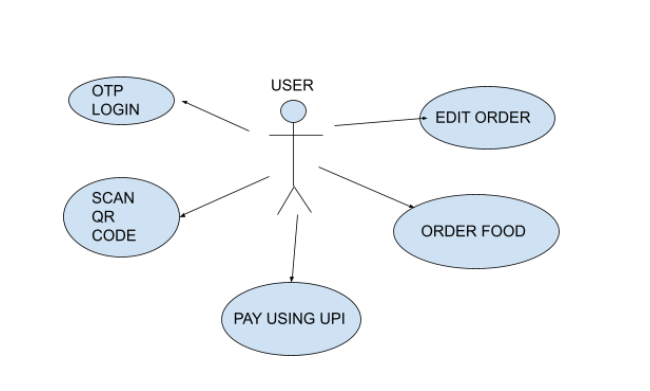 USER
OTP
LOGIN
EDIT ORDER
SCAN
QR
CODE
ORDER FOOD
PAY USING UPI